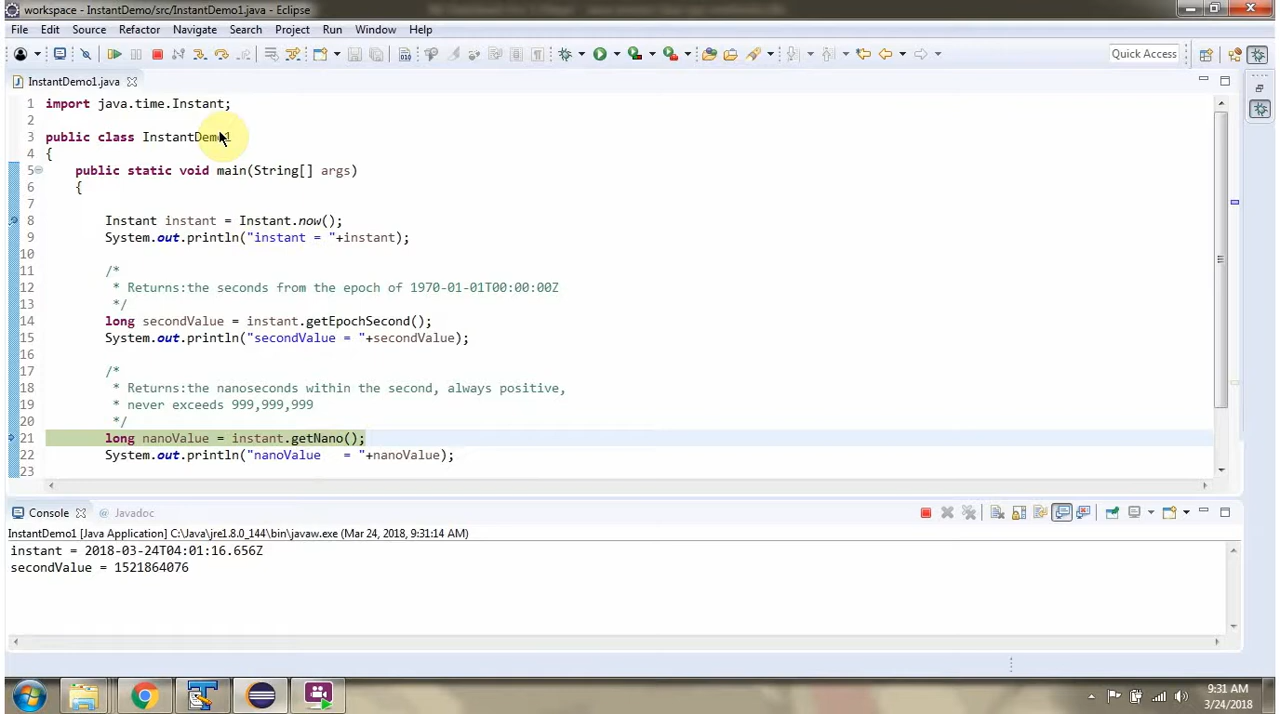 workspace - InstantDemo/src/InstantDemo1.java - Eclipse
File Edit Source Refactor Navigate Search Project Run Window Help
Quick Access
InstantDemo1.java
1 import java.time.Instant;
2
3 public class InstantDemo1
4 {
5 public static void main(String[] args)
6 {
7
8 Instant instant = Instant.now();
9 System.out.println("instant = "+instant);
10
11 /*
12 * Returns:the seconds from the epoch of 1970-01-01T00:00:00Z
13 */
14 long secondValue = instant.getEpochSecond();
15 System.out.println("secondValue = "+secondValue);
16
17 /*
18 * Returns:the nanoseconds within the second, always positive,
19 * never exceeds 999,999,999
20 */
21 long nanoValue = instant.getNano();
22 System.out.println("nanoValue   = "+nanoValue);
23
Console @ Javadoc
InstantDemo1 [Java Application] C:\Java\jre1.8.0_144\bin\javaw.exe (Mar 24, 2018, 9:31:14 AM)
instant = 2018-03-24T04:01:16.656Z
secondValue = 1521864076
9:31 AM
3/24/2018